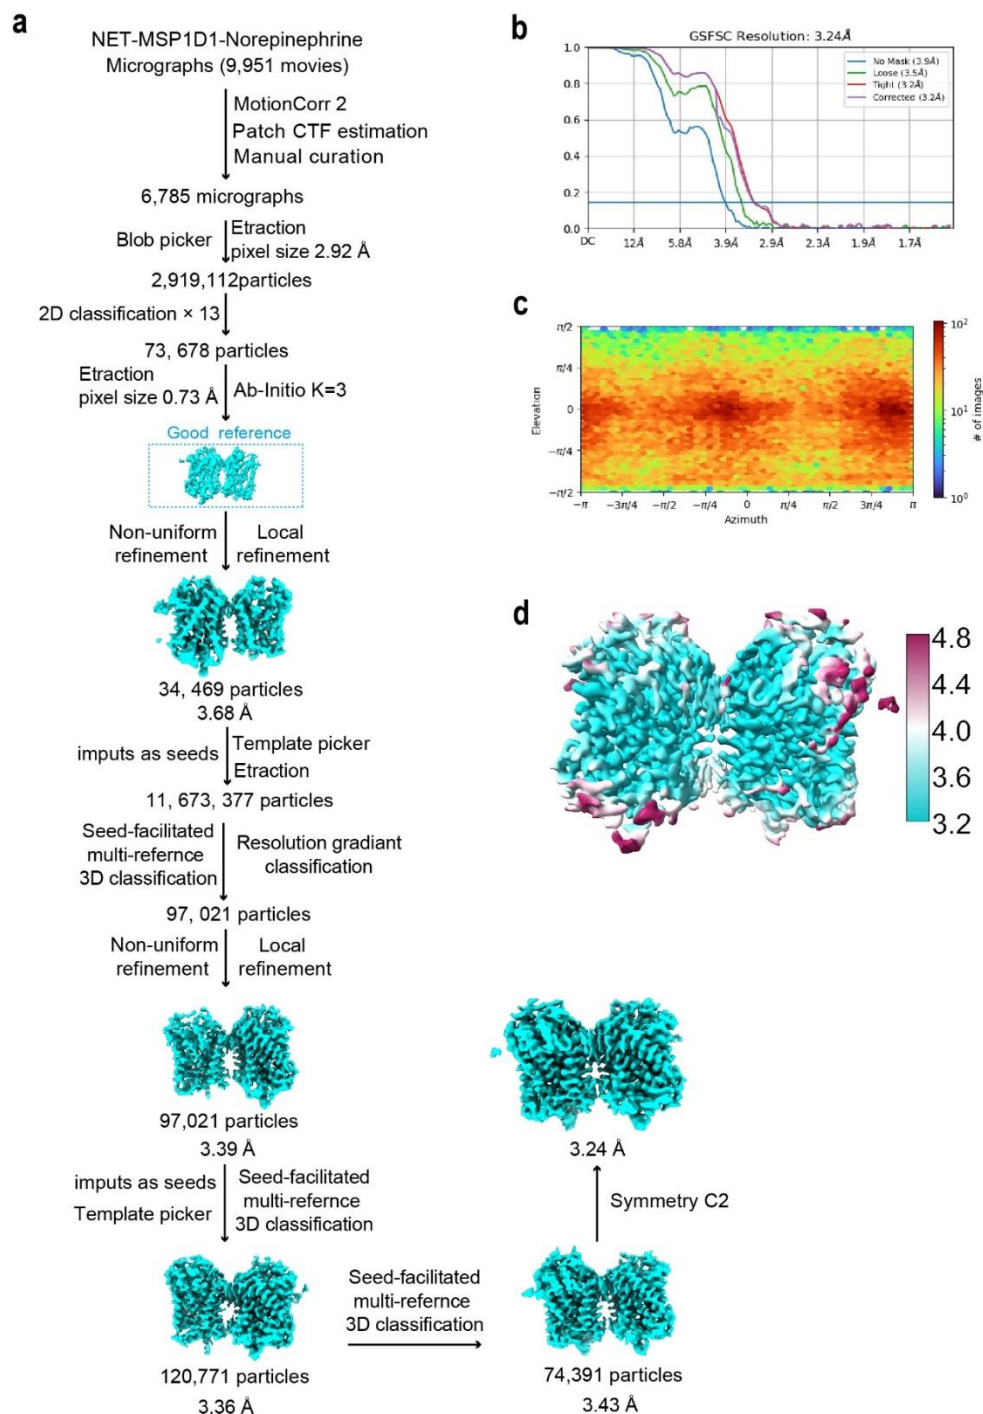 a
NET-MSP1D1-Norepinephrine
Micrographs (9,951 movies)
MotionCorr 2
Patch CTF estimation
Manual curation
6,785 micrographs
Blob picker
Etraction
pixel size 2.92 Å
2,919,112particles
2D classification × 13
73, 678 particles
Etraction
pixel size 0.73 Å
Ab-Initio K=3
Good reference
Non-uniform
refinement
Local
refinement
34, 469 particles
3.68 Å
imputs as seeds
Template picker
Etraction
11, 673, 377 particles
Seed-facilitated
multi-refernce
3D classification
Resolution gradiant
classification
97, 021 particles
Non-uniform
refinement
Local
refinement
97,021 particles
3.39 Å
imputs as seeds
Template picker
Seed-facilitated
multi-refernce
3D classification
120,771 particles
3.36 Å
Seed-facilitated
multi-refernce
3D classification
74,391 particles
3.43 Å
Symmetry C2
3.24 Å
b
GSFSC Resolution: 3.24Å
1.0
0.8
0.6
0.4
0.2
0.0
DC
12Å
5.8Å
3.9Å
2.9Å
2.3Å
1.9Å
1.7Å
No Mask (3.9Å)
Loose (3.5Å)
Tight (3.2Å)
Corrected (3.2Å)
c
π/2
π/4
0
−π/4
−π/2
Elevation
−π
−3π/4
−π/2
−π/4
0
π/4
π/2
3π/4
π
Azimuth
10²
10¹
10⁰
# of images
d
4.8
4.4
4.0
3.6
3.2